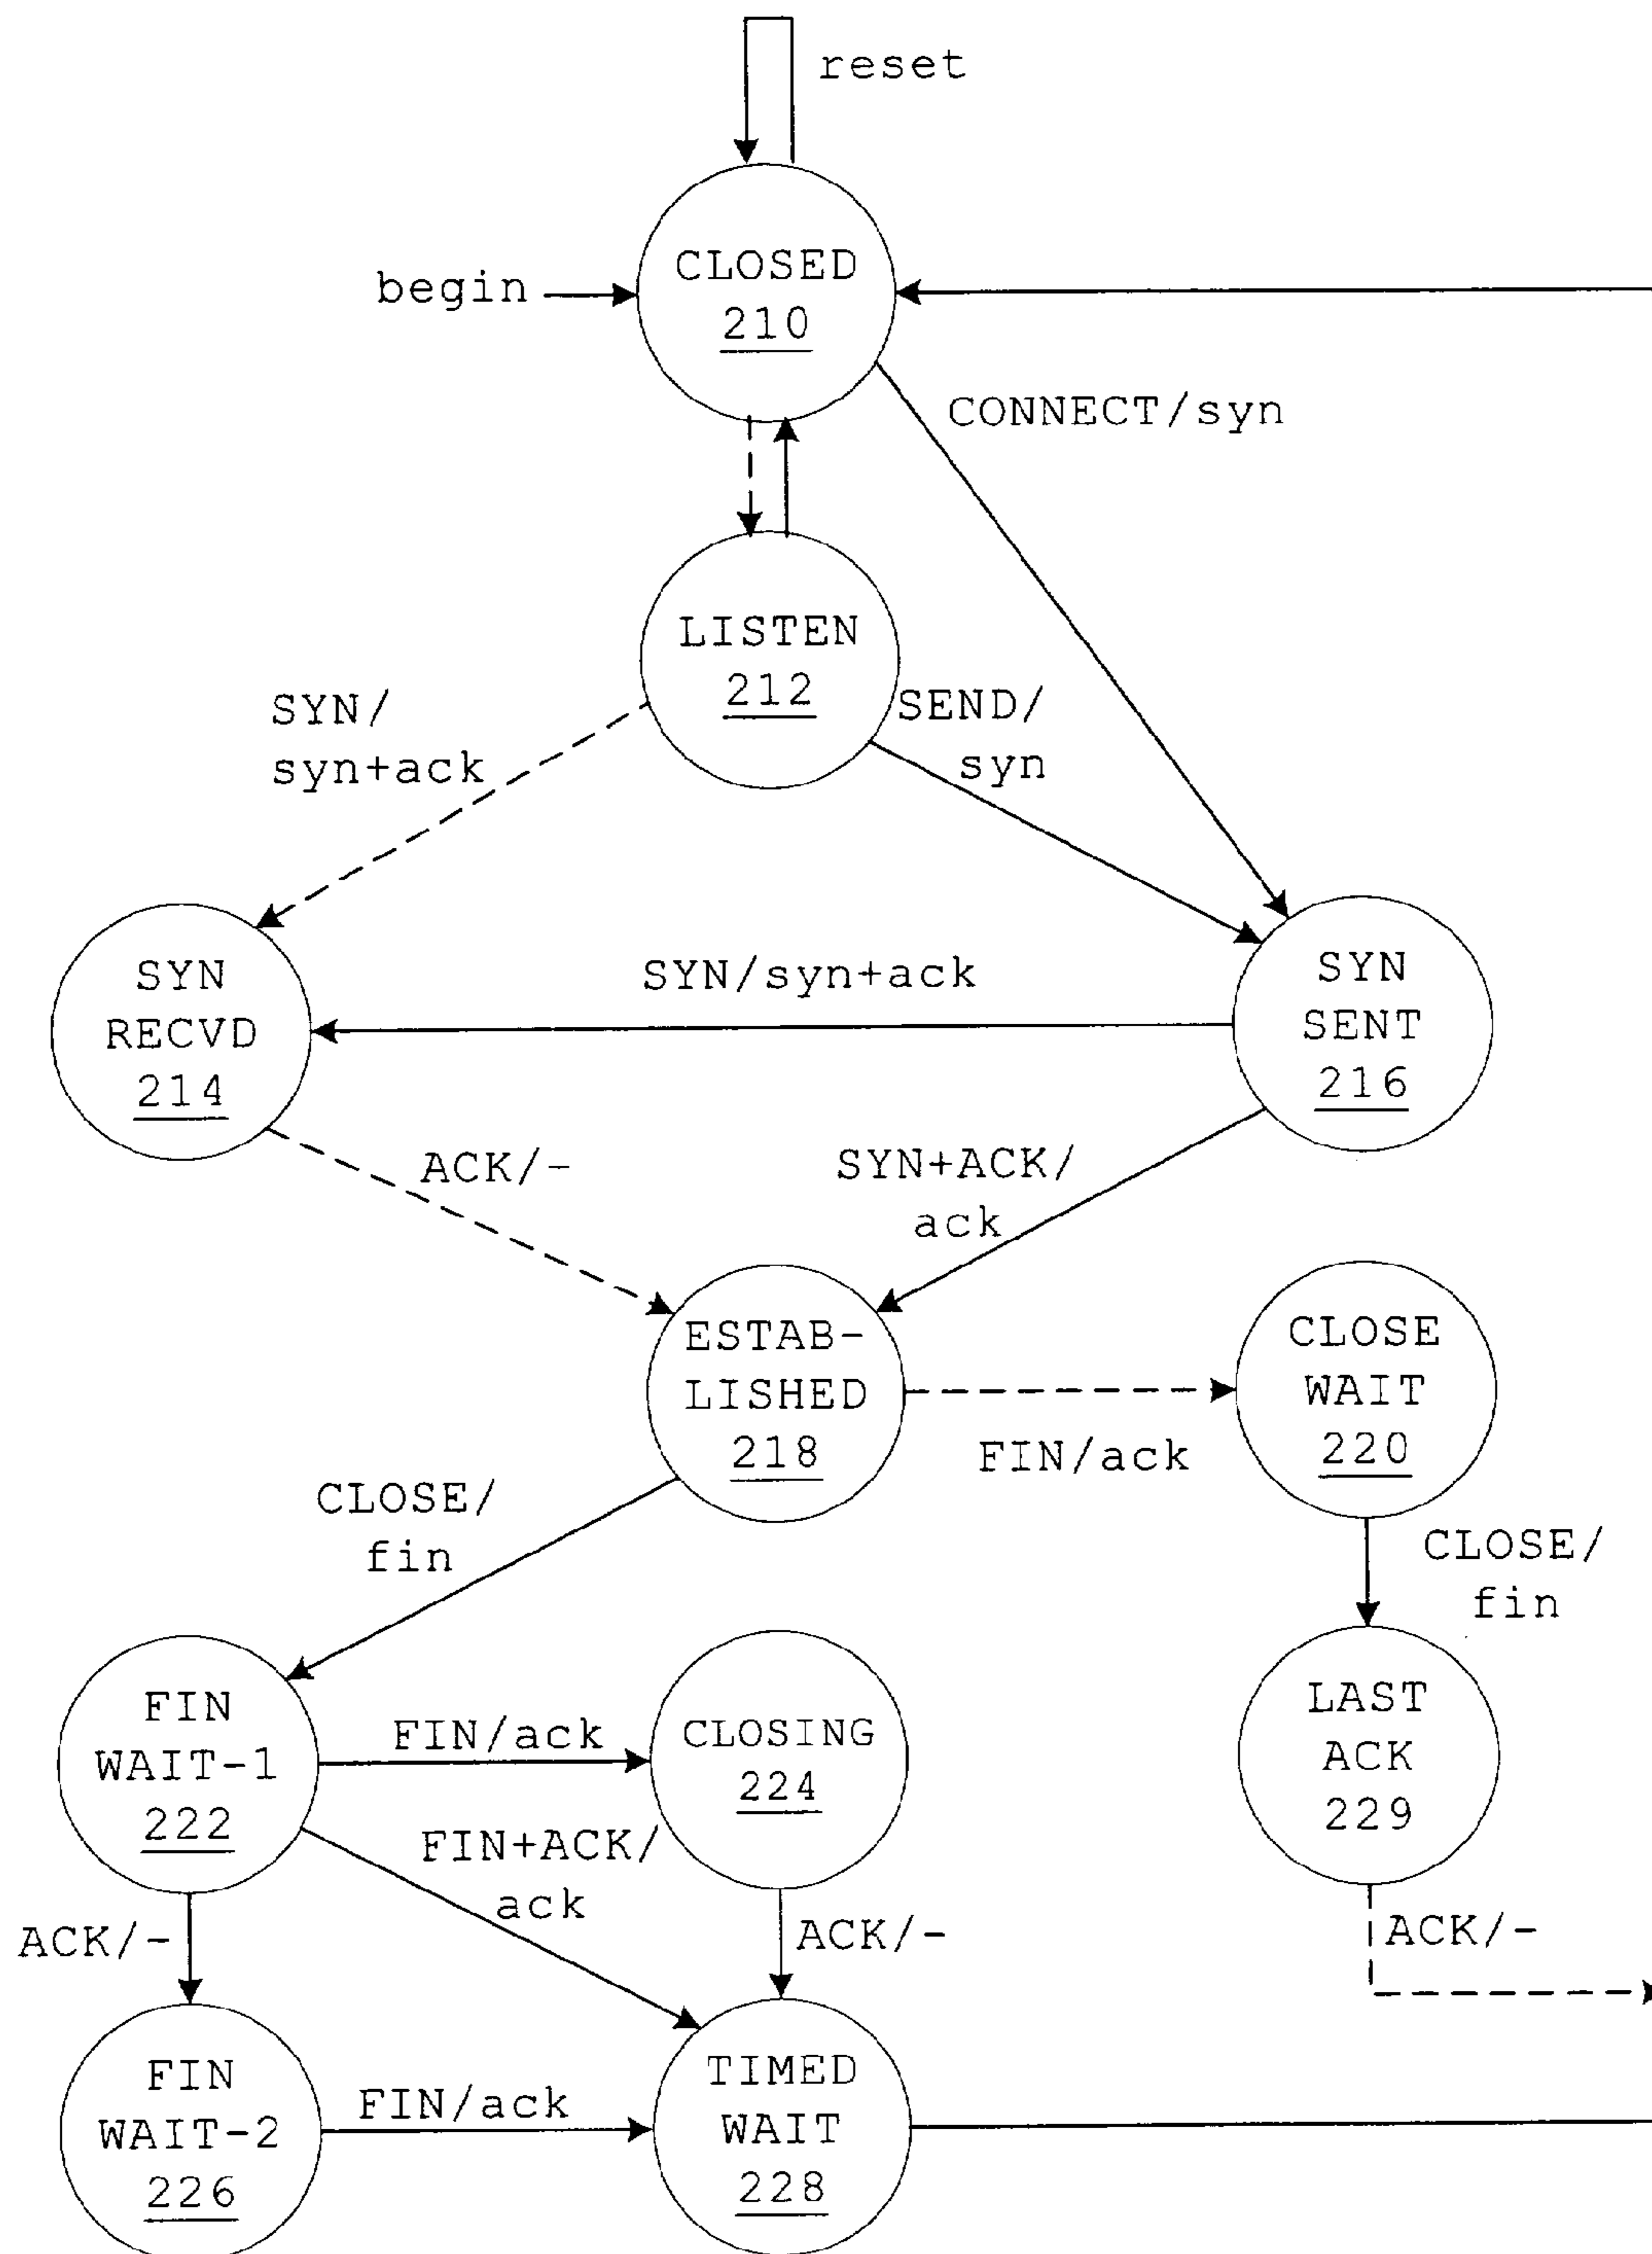 reset
CLOSED
210
begin
CONNECT/syn
LISTEN
212
SEND/
syn
SYN/
syn+ack
SYN
RECVD
214
SYN/syn+ack
SYN
SENT
216
ACK/-
SYN+ACK/
ack
ESTAB-
LISHED
218
FIN/ack
CLOSE
WAIT
220
CLOSE/
fin
CLOSE/
fin
FIN
WAIT-1
222
FIN/ack
CLOSING
224
LAST
ACK
229
FIN+ACK/
ack
ACK/-
ACK/-
ACK/-
FIN
WAIT-2
226
FIN/ack
TIMED
WAIT
228